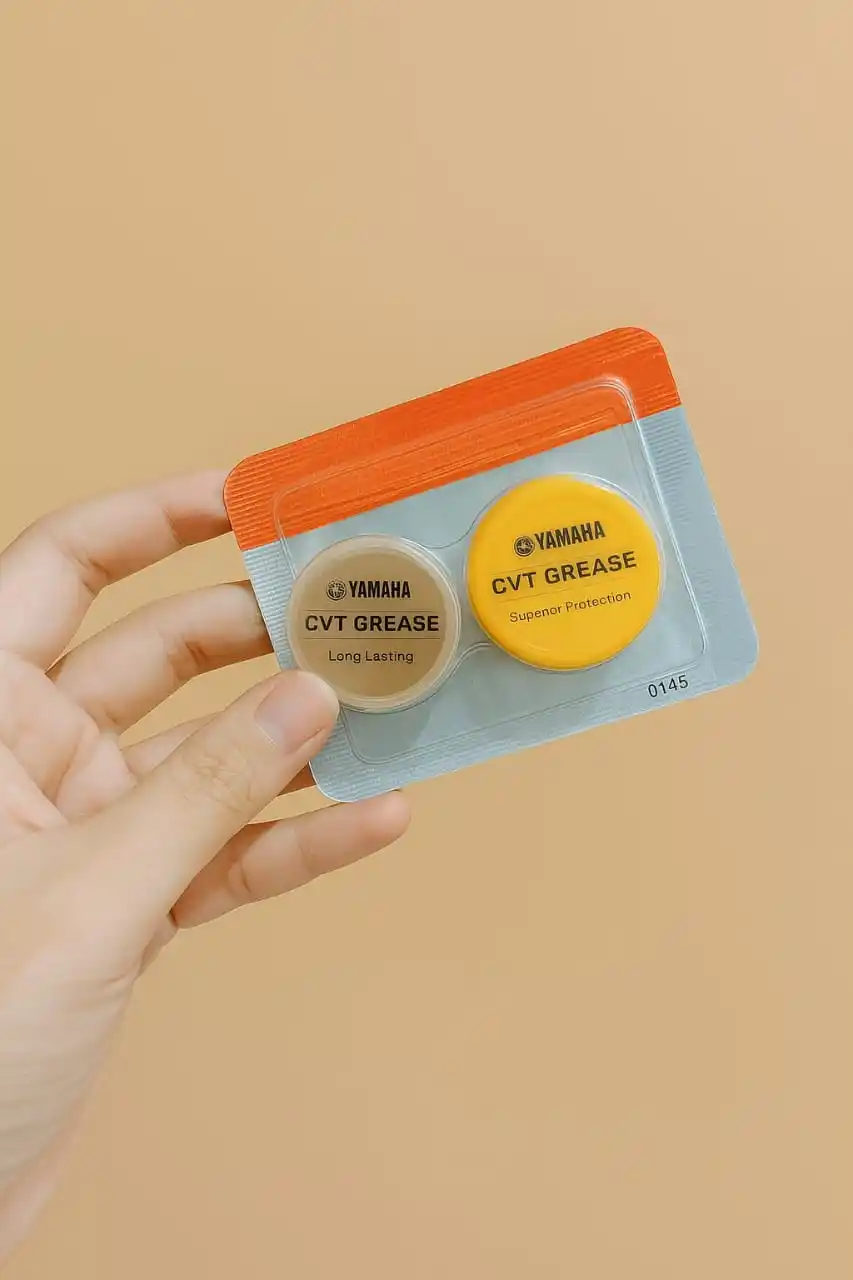 YAMAHA
CVT GREASE
Long Lasting
YAMAHA
CVT GREASE
Supenor Protection
0145